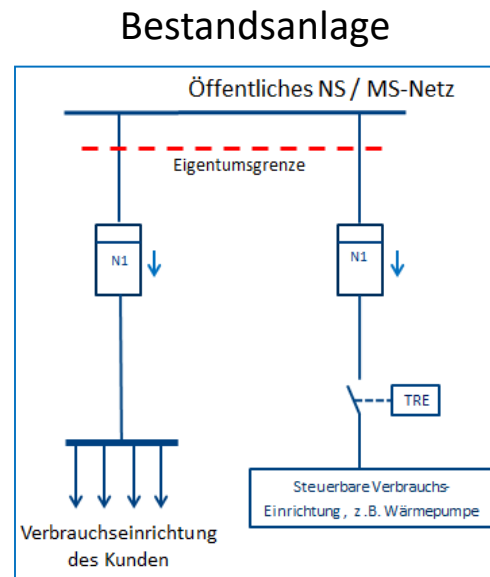 Bestandsanlage
Öffentliches NS / MS-Netz
Eigentumsgrenze
N1
N1
TRE
Steuerbare Verbrauchs-
Einrichtung , z.B. Wärmepumpe
Verbrauchseinrichtung
des Kunden